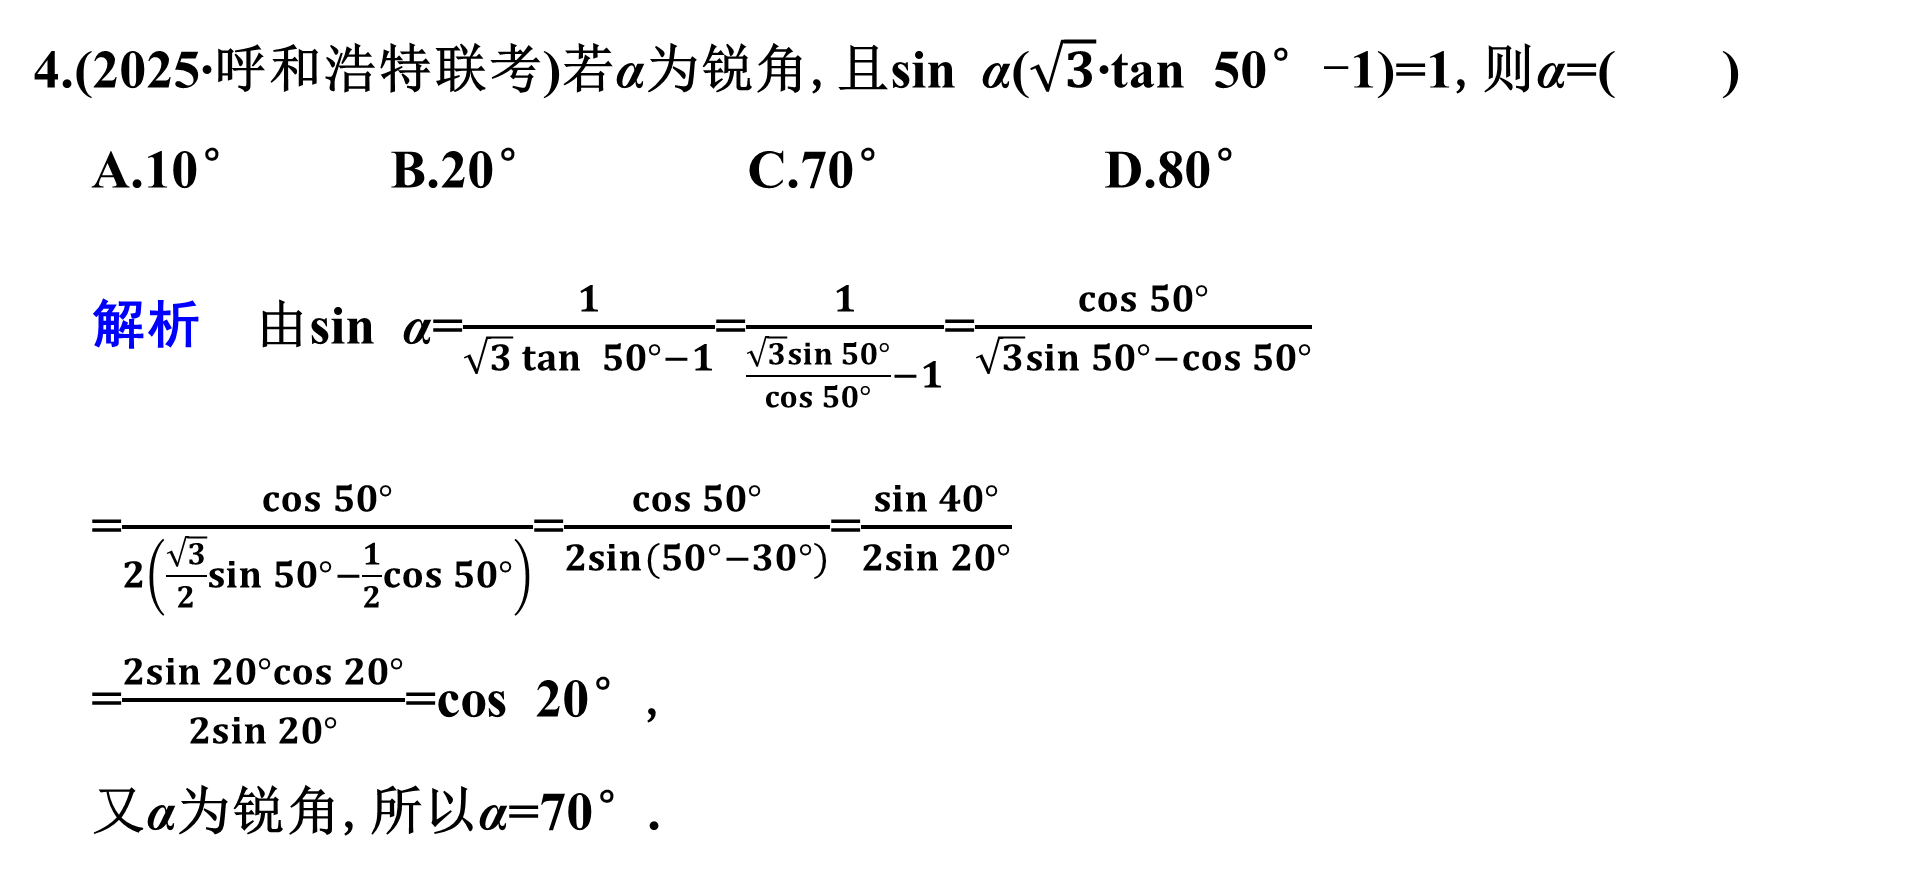 4.(2025·呼和浩特联考)若α为锐角,且sin α(√3·tan 50°-1)=1,则α=(  )
A.10° B.20° C.70° D.80°
解析 由sin α=1/(√3 tan 50°−1)=1/((√3sin 50°)/(cos 50°)−1)=(cos 50°)/(√3sin 50°−cos 50°)
=(cos 50°)/(2(√3/2 sin 50°−1/2 cos 50°))=(cos 50°)/(2sin(50°−30°))=(sin 40°)/(2sin 20°)
=(2sin 20°cos 20°)/(2sin 20°)=cos 20°,
又α为锐角,所以α=70°.